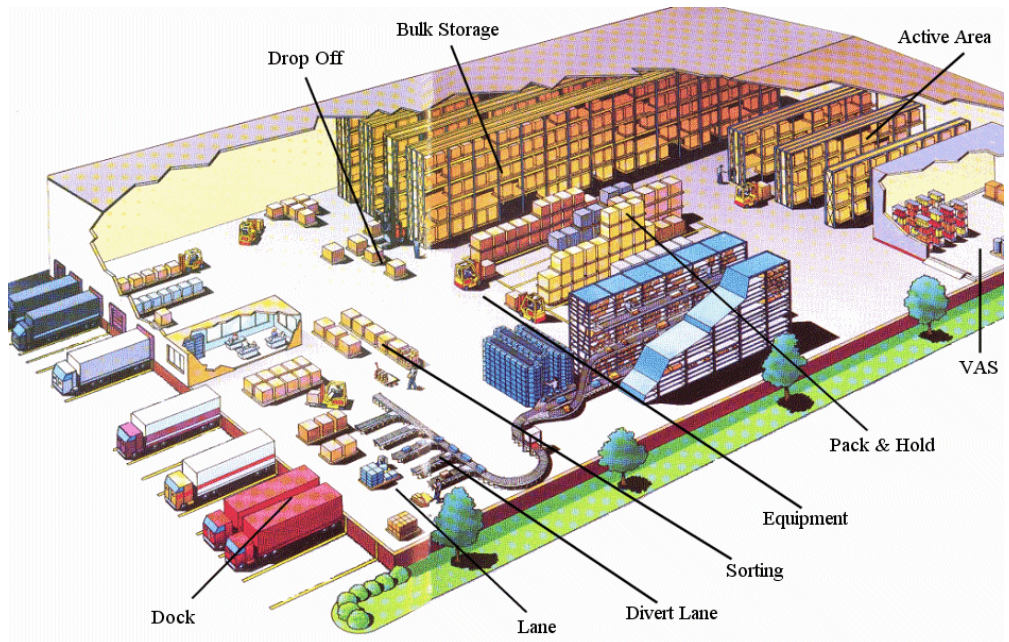 Bulk Storage
Active Area
Drop Off
VAS
Pack & Hold
Equipment
Sorting
Divert Lane
Lane
Dock